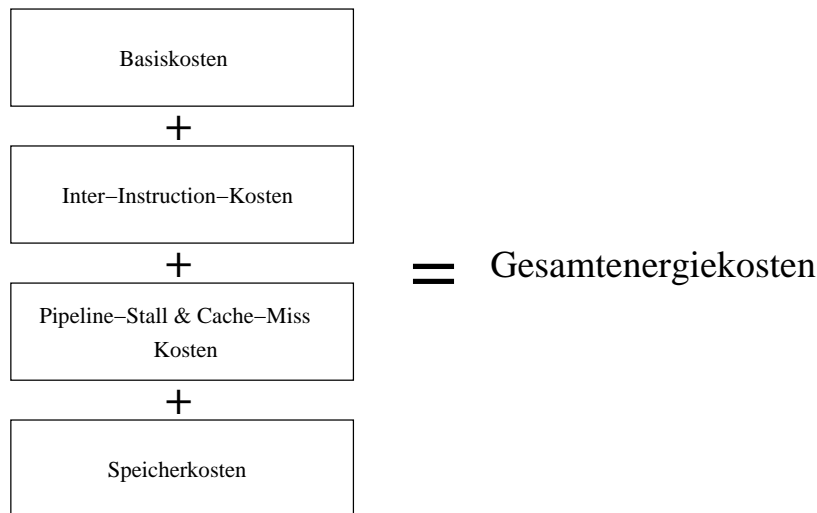 Basiskosten
+
Inter−Instruction−Kosten
+
Pipeline−Stall & Cache−Miss
Kosten
+
Speicherkosten
= Gesamtenergiekosten